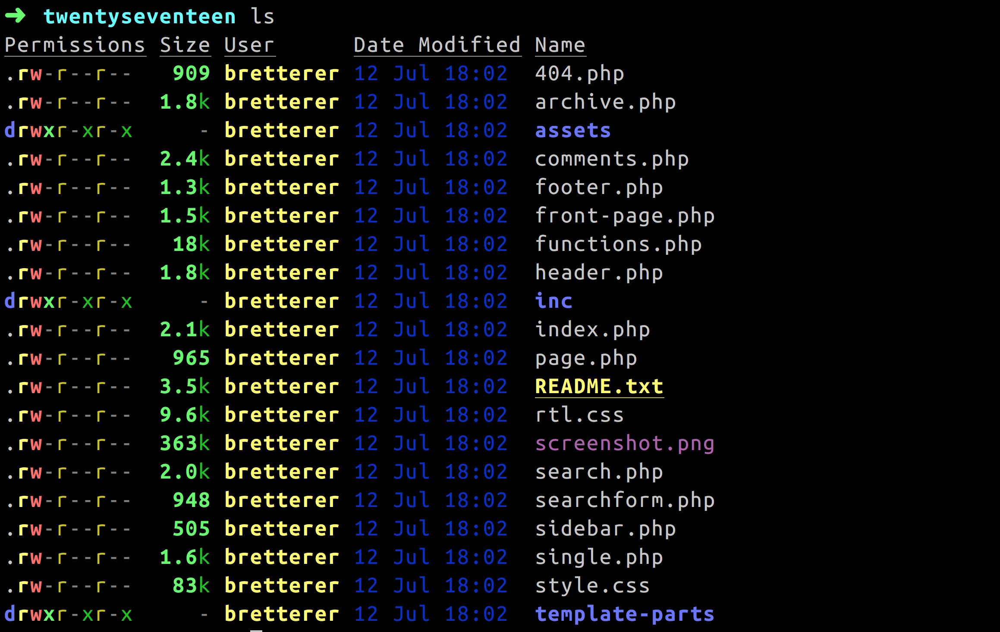 ➜ twentyseventeen ls
Permissions Size User Date Modified Name
.rw-r--r-- 909 bretterer 12 Jul 18:02 404.php
.rw-r--r-- 1.8k bretterer 12 Jul 18:02 archive.php
drwxr-xr-x - bretterer 12 Jul 18:02 assets
.rw-r--r-- 2.4k bretterer 12 Jul 18:02 comments.php
.rw-r--r-- 1.3k bretterer 12 Jul 18:02 footer.php
.rw-r--r-- 1.5k bretterer 12 Jul 18:02 front-page.php
.rw-r--r-- 18k bretterer 12 Jul 18:02 functions.php
.rw-r--r-- 1.8k bretterer 12 Jul 18:02 header.php
drwxr-xr-x - bretterer 12 Jul 18:02 inc
.rw-r--r-- 2.1k bretterer 12 Jul 18:02 index.php
.rw-r--r-- 965 bretterer 12 Jul 18:02 page.php
.rw-r--r-- 3.5k bretterer 12 Jul 18:02 README.txt
.rw-r--r-- 9.6k bretterer 12 Jul 18:02 rtl.css
.rw-r--r-- 363k bretterer 12 Jul 18:02 screenshot.png
.rw-r--r-- 2.0k bretterer 12 Jul 18:02 search.php
.rw-r--r-- 948 bretterer 12 Jul 18:02 searchform.php
.rw-r--r-- 505 bretterer 12 Jul 18:02 sidebar.php
.rw-r--r-- 1.6k bretterer 12 Jul 18:02 single.php
.rw-r--r-- 83k bretterer 12 Jul 18:02 style.css
drwxr-xr-x - bretterer 12 Jul 18:02 template-parts